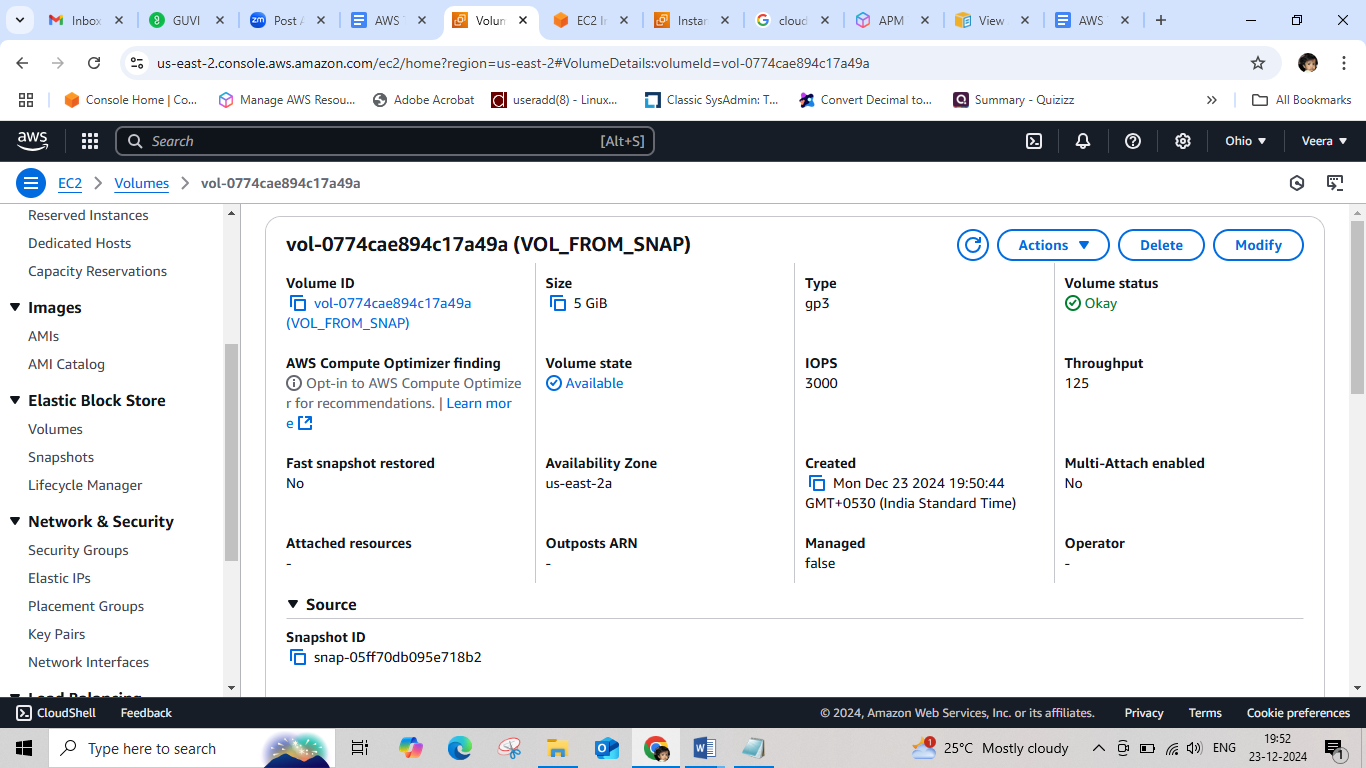 Inbox
GUVI
Post A
AWS
Volun
EC2 In
Instan
cloud
APM
View
AWS
us-east-2.console.aws.amazon.com/ec2/home?region=us-east-2#VolumeDetails:volumeId=vol-0774cae894c17a49a
Console Home | Co...
Manage AWS Resou...
Adobe Acrobat
useradd(8) - Linux...
Classic SysAdmin: T...
Convert Decimal to...
Summary - Quizizz
All Bookmarks
aws
Search
[Alt+S]
Ohio
Veera
EC2
Volumes
vol-0774cae894c17a49a
Reserved Instances
Dedicated Hosts
Capacity Reservations
Images
AMIs
AMI Catalog
Elastic Block Store
Volumes
Snapshots
Lifecycle Manager
Network & Security
Security Groups
Elastic IPs
Placement Groups
Key Pairs
Network Interfaces
Load Balancing
vol-0774cae894c17a49a (VOL_FROM_SNAP)
Actions
Delete
Modify
Volume ID
vol-0774cae894c17a49a
(VOL_FROM_SNAP)
Size
5 GiB
Type
gp3
Volume status
Okay
AWS Compute Optimizer finding
Opt-in to AWS Compute Optimize
r for recommendations. | Learn mor
e
Volume state
Available
IOPS
3000
Throughput
125
Fast snapshot restored
No
Availability Zone
us-east-2a
Created
Mon Dec 23 2024 19:50:44
GMT+0530 (India Standard Time)
Multi-Attach enabled
No
Attached resources
-
Outposts ARN
-
Managed
false
Operator
-
Source
Snapshot ID
snap-05ff70db095e718b2
CloudShell
Feedback
© 2024, Amazon Web Services, Inc. or its affiliates.
Privacy
Terms
Cookie preferences
Type here to search
1
25°C Mostly cloudy
ENG
19:52
23-12-2024
1